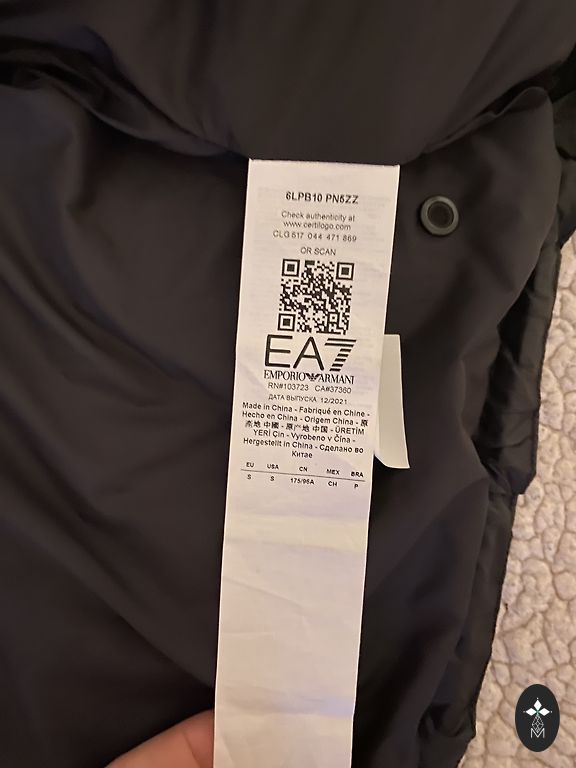 6LPB10 PN5ZZ
Check authenticity at
www.certilogo.com
CLG 617 044 471 869
OR SCAN
EA7
EMPORIO ARMANI
RN#103723 CA#37360
ДАТА ВЫПУСКА 12/2021
Made in China - Fabriqué en Chine -
Hecho en China - Origem China - 原
产地 中國 - 原产地 中国 - ÜRETİM
YERİ Çin - Vyrobeno v Čína -
Hergestellt in China - Сделано во
Китае
EU USA CN MEX BRA
S S 175/96A CH P
M